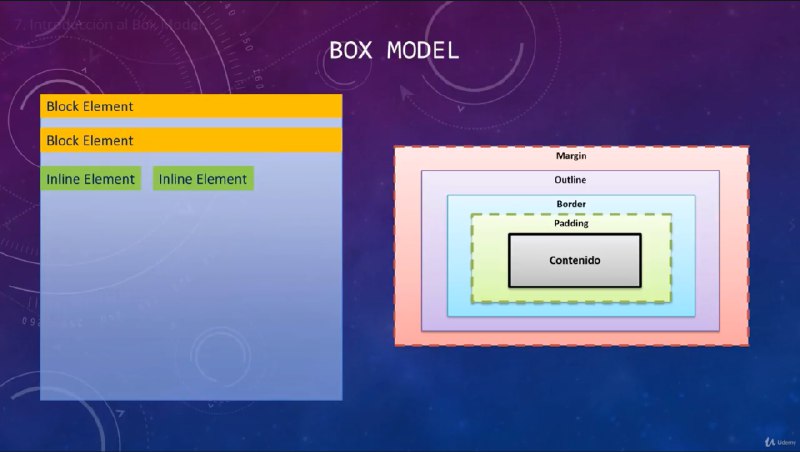 7. Introducción al Box Model
BOX MODEL
Block Element
Block Element
Inline Element Inline Element
Margin
Outline
Border
Padding
Contenido
Udemy